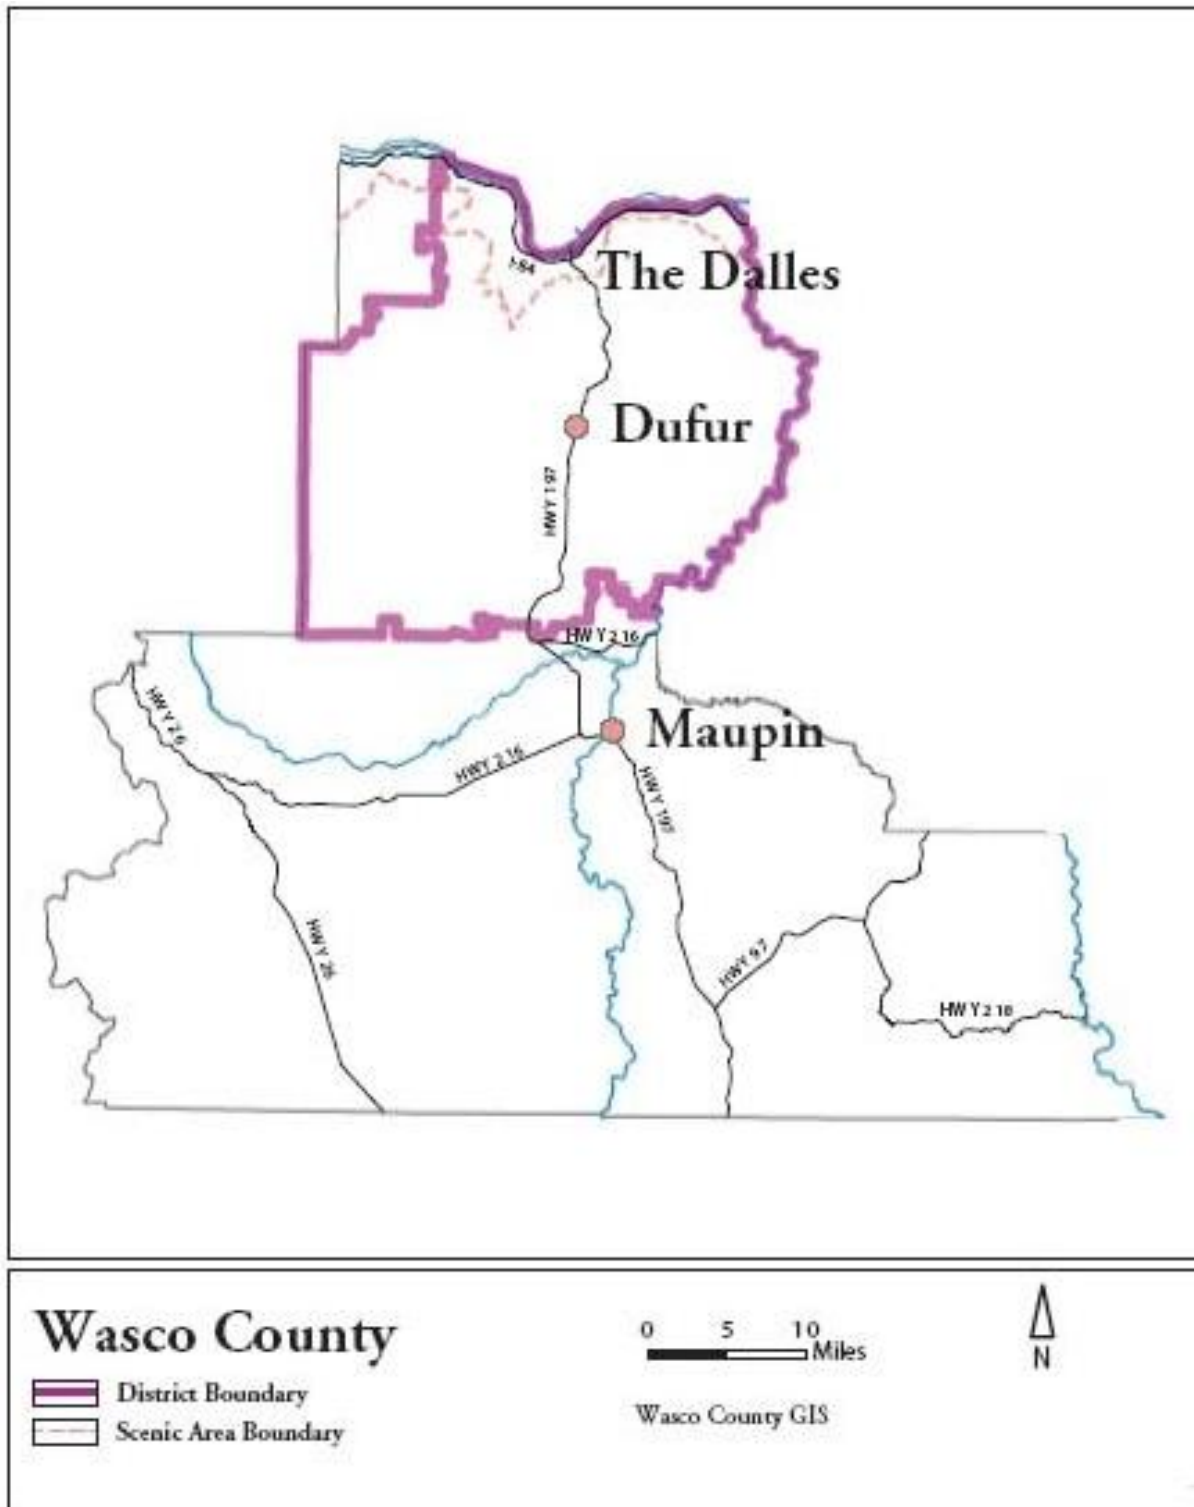 I-84
The Dalles
Dufur
HWY 197
HWY 216
HWY 26
Maupin
HWY 216
HWY 197
HWY 26
HWY 97
HWY 218
Wasco County
0 5 10
Miles
N
District Boundary
Scenic Area Boundary
Wasco County GIS